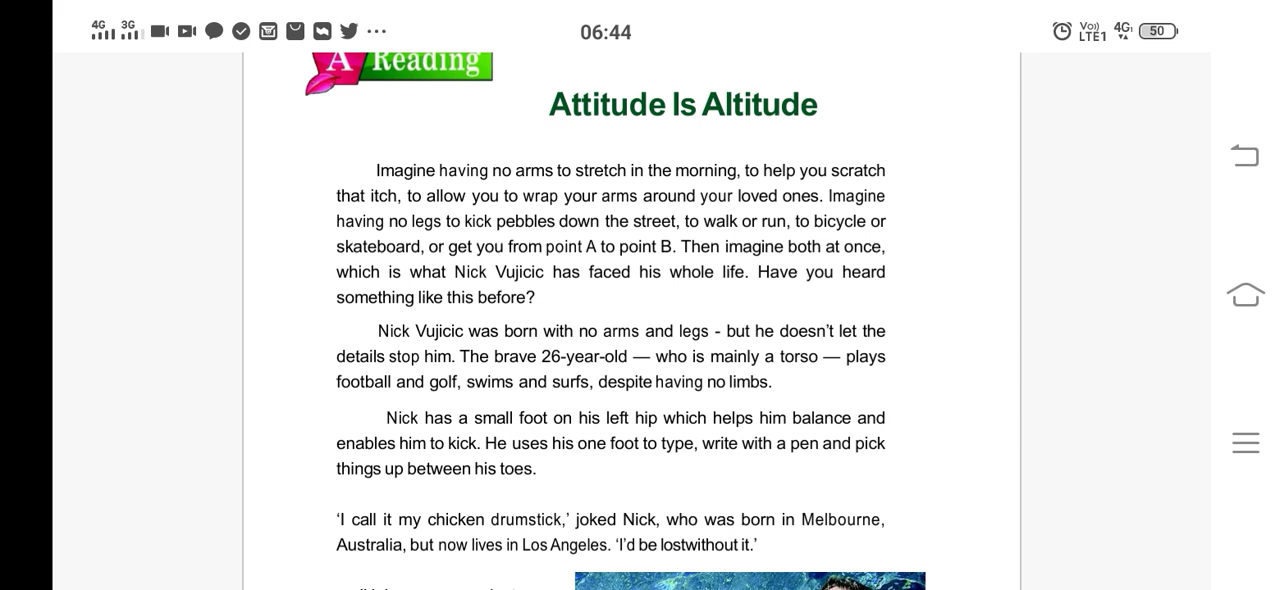 4G 3G 06:44 Vo)) LTE1 4G 50
A Reading
Attitude Is Altitude
Imagine having no arms to stretch in the morning, to help you scratch
that itch, to allow you to wrap your arms around your loved ones. Imagine
having no legs to kick pebbles down the street, to walk or run, to bicycle or
skateboard, or get you from point A to point B. Then imagine both at once,
which is what Nick Vujicic has faced his whole life. Have you heard
something like this before?
Nick Vujicic was born with no arms and legs - but he doesn’t let the
details stop him. The brave 26-year-old — who is mainly a torso — plays
football and golf, swims and surfs, despite having no limbs.
Nick has a small foot on his left hip which helps him balance and
enables him to kick. He uses his one foot to type, write with a pen and pick
things up between his toes.
‘I call it my chicken drumstick,’ joked Nick, who was born in Melbourne,
Australia, but now lives in Los Angeles. ‘I’d be lostwithout it.’